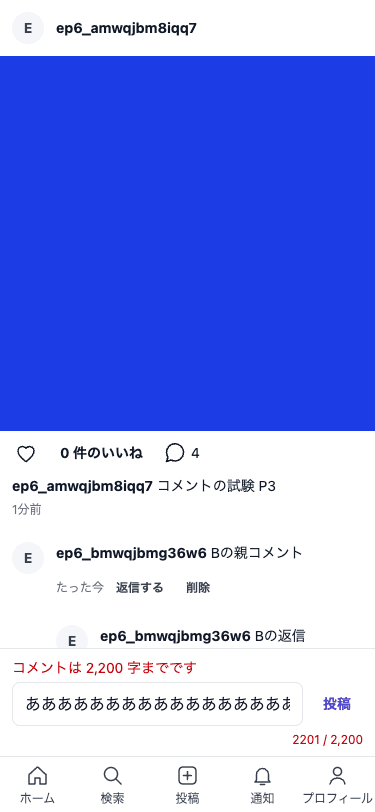 E ep6_amwqjbm8iqq7
0 件のいいね 4
ep6_amwqjbm8iqq7 コメントの試験 P3
1分前
E ep6_bmwqjbmg36w6 Bの親コメント
たった今 返信する 削除
E ep6_bmwqjbmg36w6 Bの返信
コメントは 2,200 字までです
あああああああああああああああああ 投稿
2201 / 2,200
ホーム 検索 投稿 通知 プロフィール